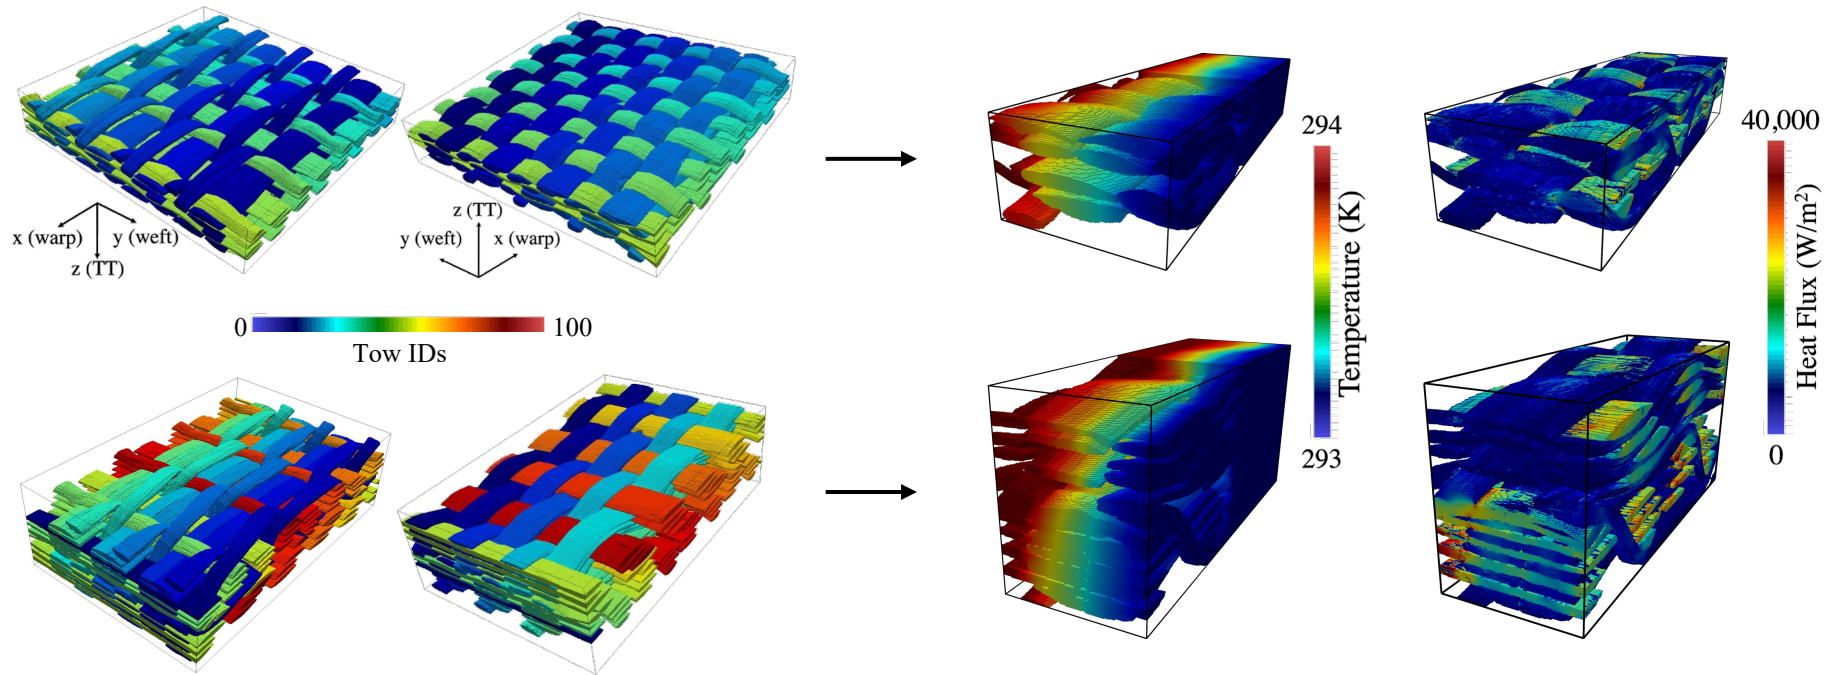 x (warp)
y (weft)
z (TT)
z (TT)
y (weft)
x (warp)
0
100
Tow IDs
294
Temperature (K)
293
40,000
Heat Flux (W/m²)
0